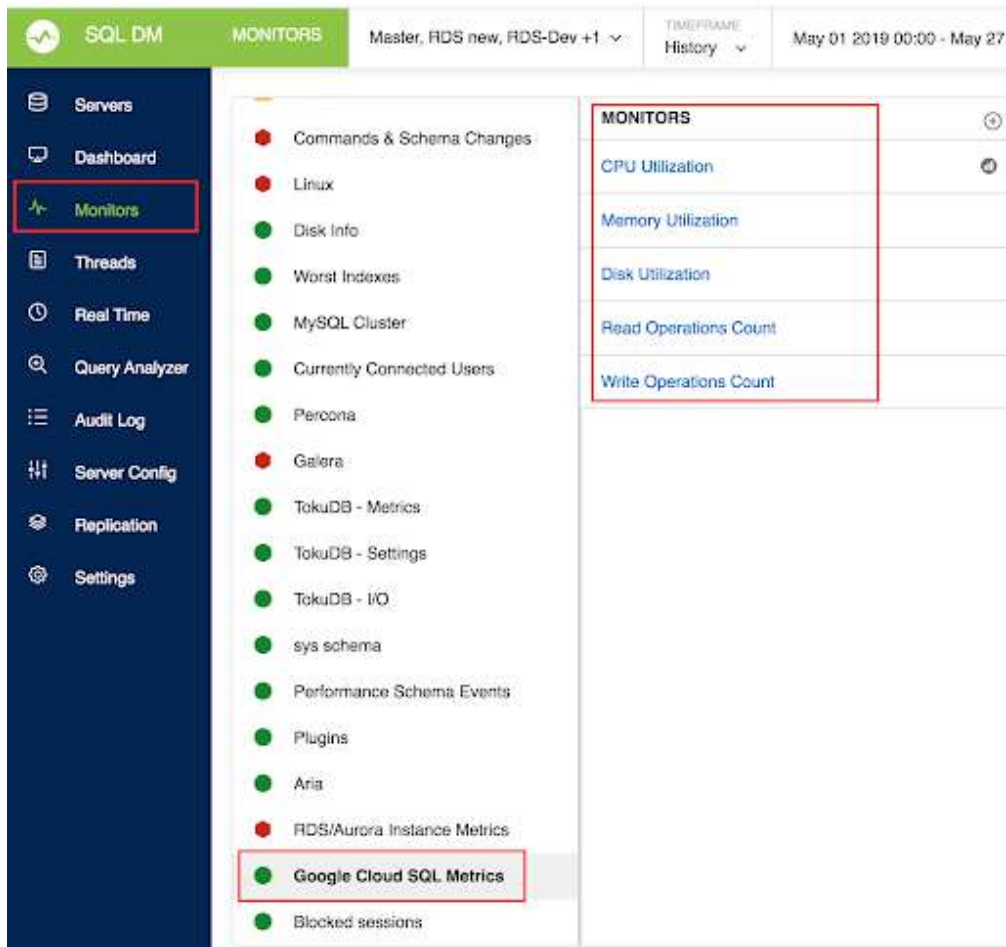 SQL DM
MONITORS
Master, RDS new, RDS-Dev +1
TIMEFRAME
History
May 01 2019 00:00 - May 27
Servers
Dashboard
Monitors
Threads
Real Time
Query Analyzer
Audit Log
Server Config
Replication
Settings
Commands & Schema Changes
Linux
Disk Info
Worst Indexes
MySQL Cluster
Currently Connected Users
Percona
Galera
TokuDB - Metrics
TokuDB - Settings
TokuDB - I/O
sys schema
Performance Schema Events
Plugins
Aria
RDS/Aurora Instance Metrics
Google Cloud SQL Metrics
Blocked sessions
MONITORS
CPU Utilization
Memory Utilization
Disk Utilization
Read Operations Count
Write Operations Count